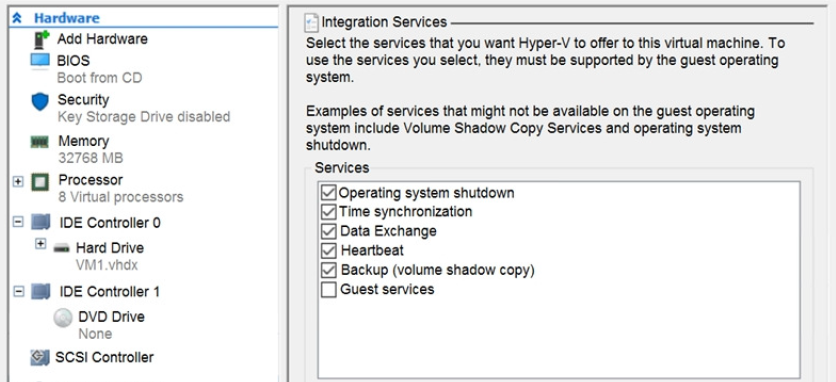 Hardware
Add Hardware
BIOS
Boot from CD
Security
Key Storage Drive disabled
Memory
32768 MB
Processor
8 Virtual processors
IDE Controller 0
Hard Drive
VM1.vhdx
IDE Controller 1
DVD Drive
None
SCSI Controller
Integration Services
Select the services that you want Hyper-V to offer to this virtual machine. To
use the services you select, they must be supported by the guest operating
system.
Examples of services that might not be available on the guest operating
system include Volume Shadow Copy Services and operating system
shutdown.
Services
Operating system shutdown
Time synchronization
Data Exchange
Heartbeat
Backup (volume shadow copy)
Guest services